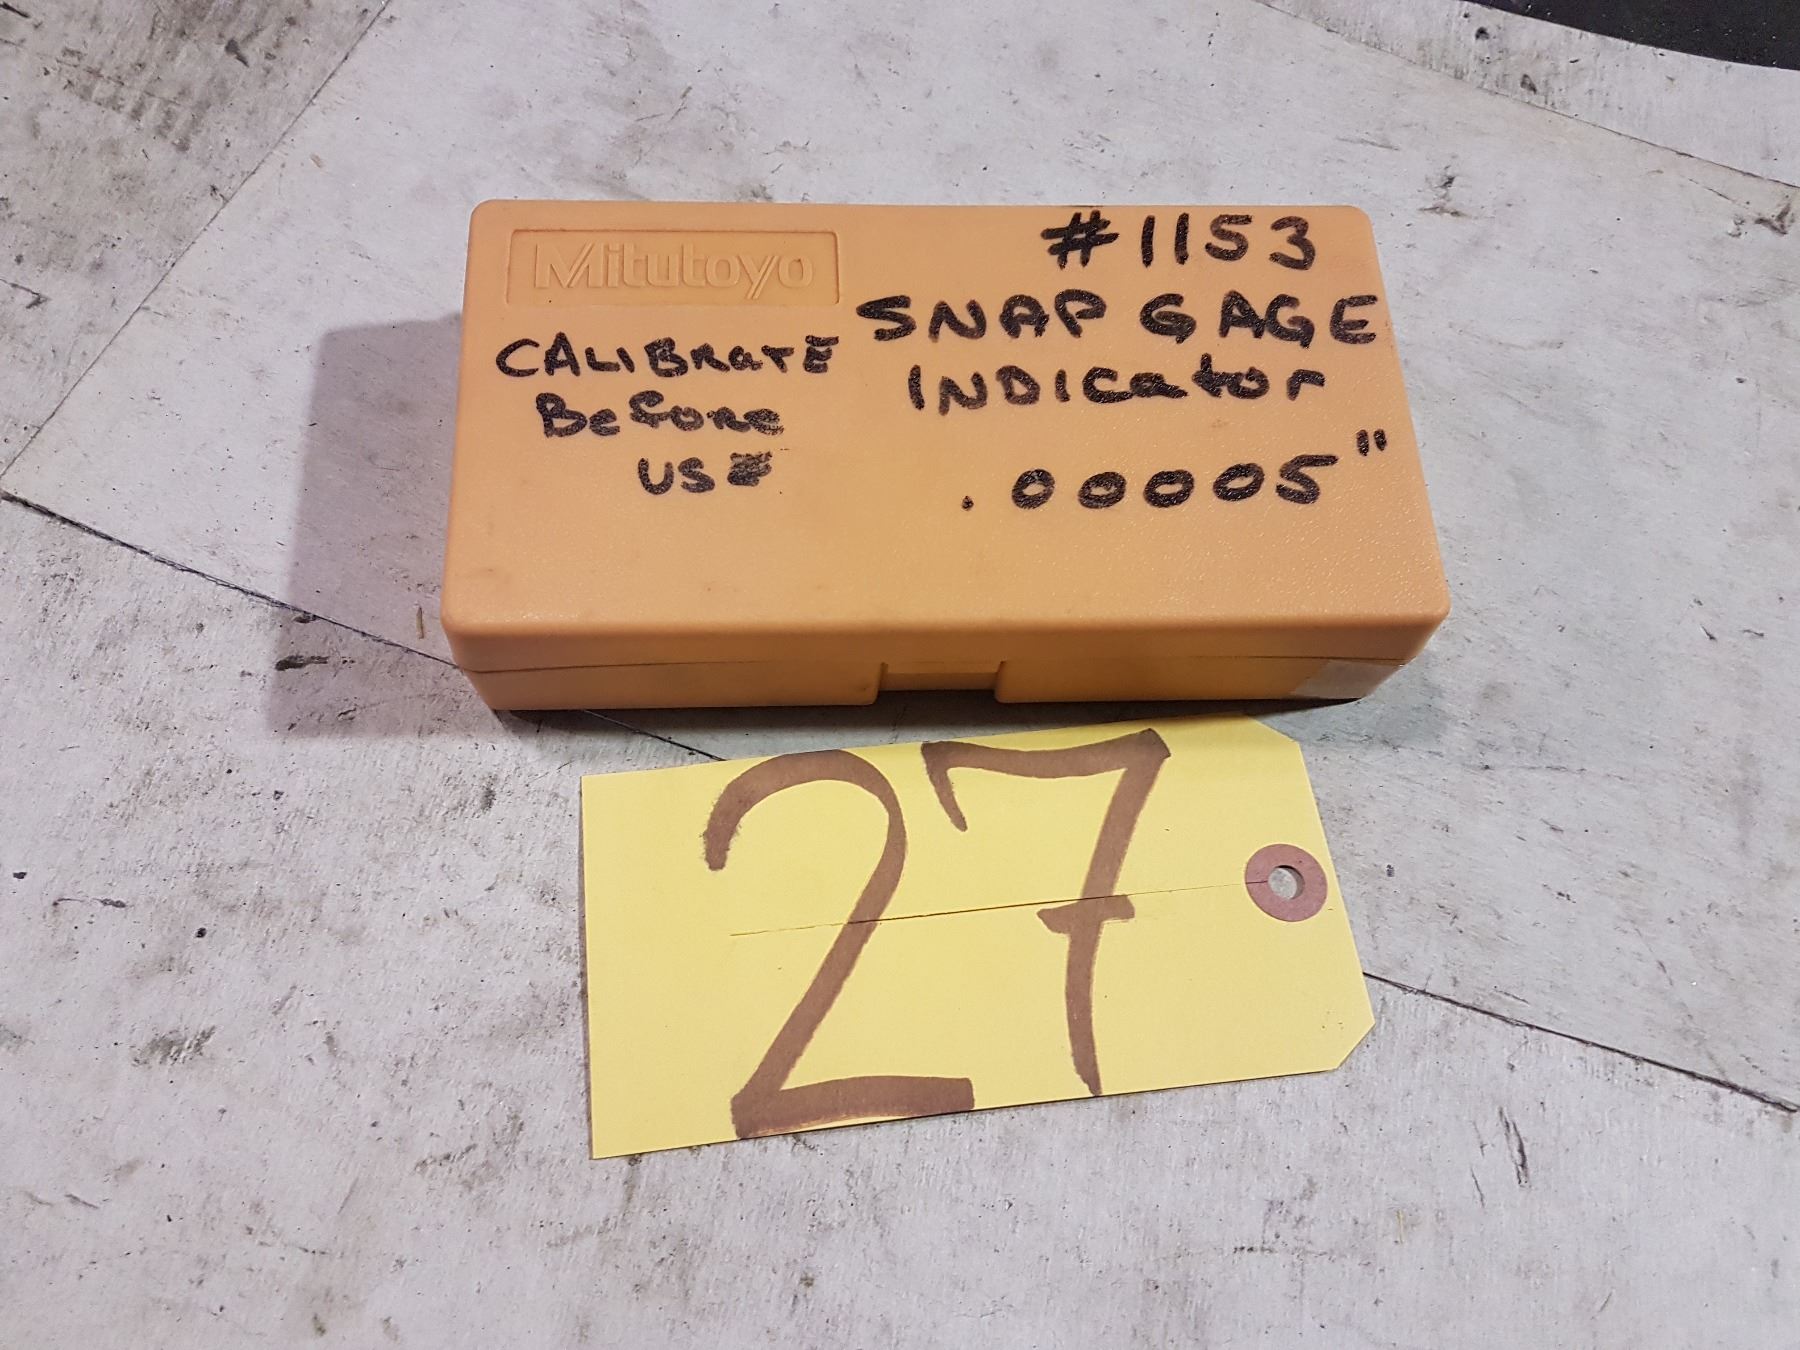 Mitutoyo
CALIBRATE
Before
USE
#1153
SNAP GAGE
INDICator
.00005"
27